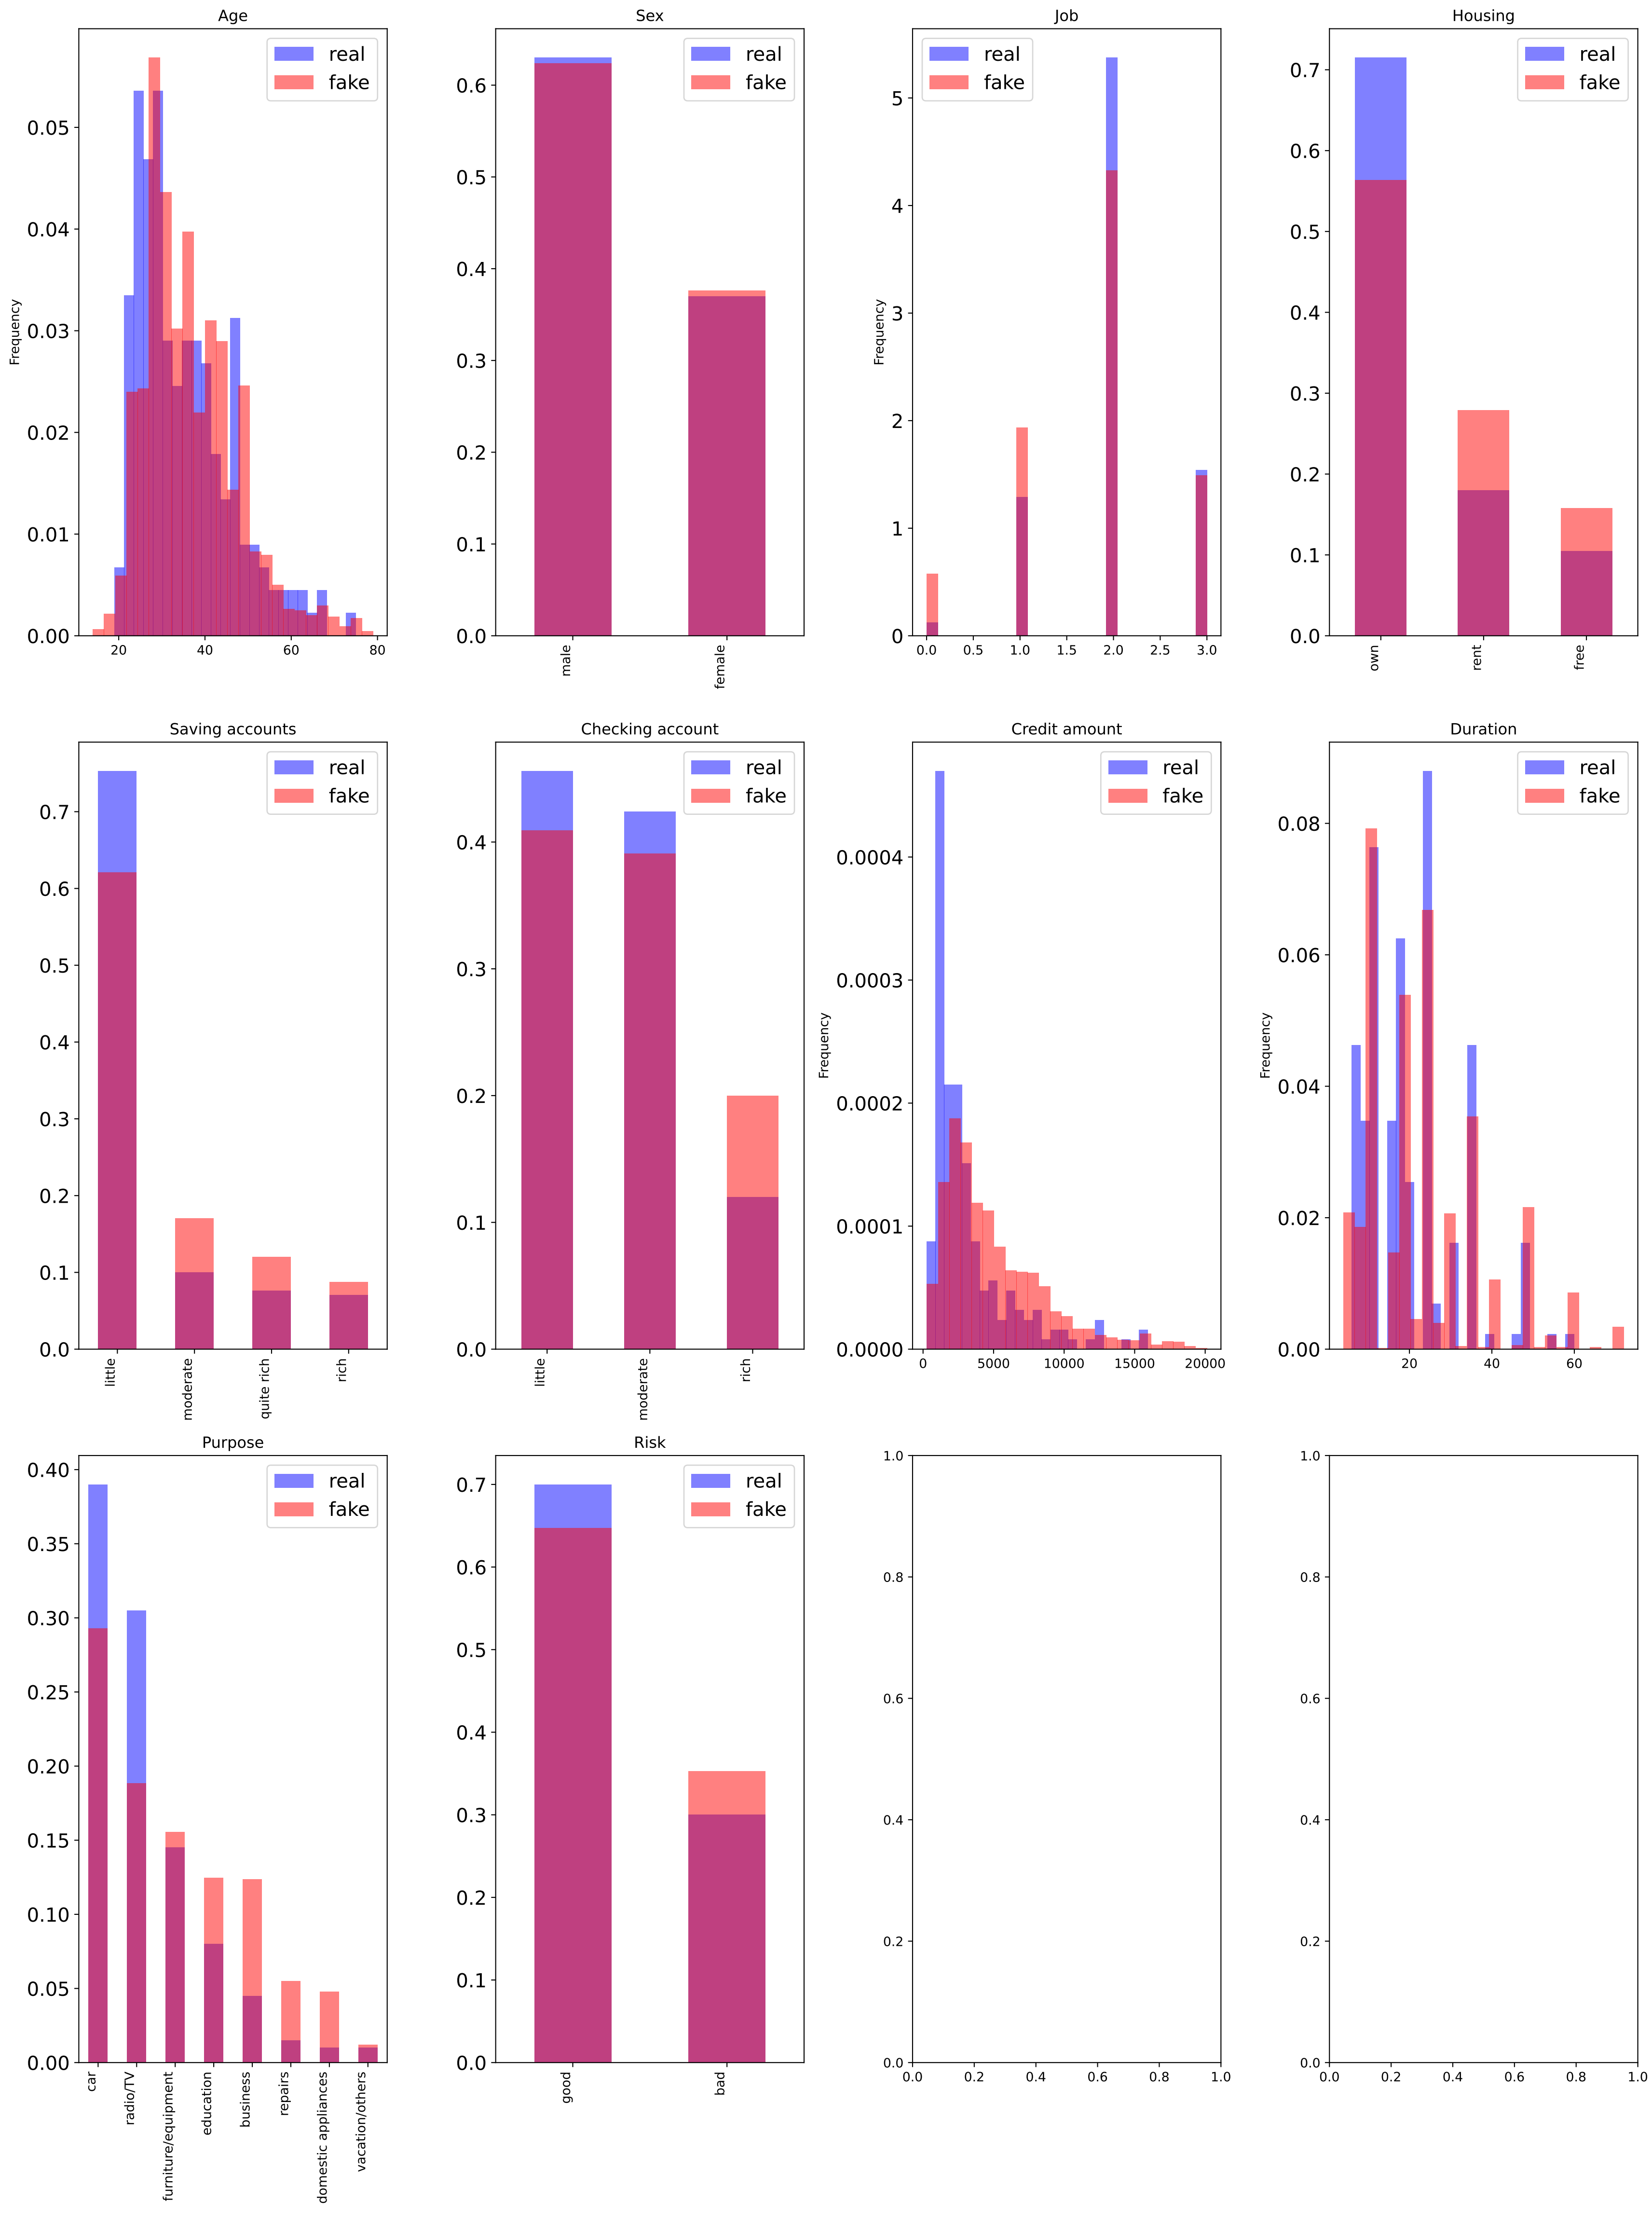 Age
real
fake
Frequency
0.05
0.04
0.03
0.02
0.01
0.00
20
40
60
80
Sex
real
fake
0.6
0.5
0.4
0.3
0.2
0.1
0.0
male
female
Job
real
fake
Frequency
5
4
3
2
1
0
0.0
0.5
1.0
1.5
2.0
2.5
3.0
Housing
real
fake
0.7
0.6
0.5
0.4
0.3
0.2
0.1
0.0
own
rent
free
Saving accounts
real
fake
0.7
0.6
0.5
0.4
0.3
0.2
0.1
0.0
little
moderate
quite rich
rich
Checking account
real
fake
0.4
0.3
0.2
0.1
0.0
little
moderate
rich
Credit amount
real
fake
Frequency
0.0004
0.0003
0.0002
0.0001
0.0000
0
5000
10000
15000
20000
Duration
real
fake
Frequency
0.08
0.06
0.04
0.02
0.00
20
40
60
Purpose
real
fake
0.40
0.35
0.30
0.25
0.20
0.15
0.10
0.05
0.00
car
radio/TV
furniture/equipment
education
business
repairs
domestic appliances
vacation/others
Risk
real
fake
0.7
0.6
0.5
0.4
0.3
0.2
0.1
0.0
good
bad
1.0
0.8
0.6
0.4
0.2
0.0
0.0
0.2
0.4
0.6
0.8
1.0
1.0
0.8
0.6
0.4
0.2
0.0
0.0
0.2
0.4
0.6
0.8
1.0